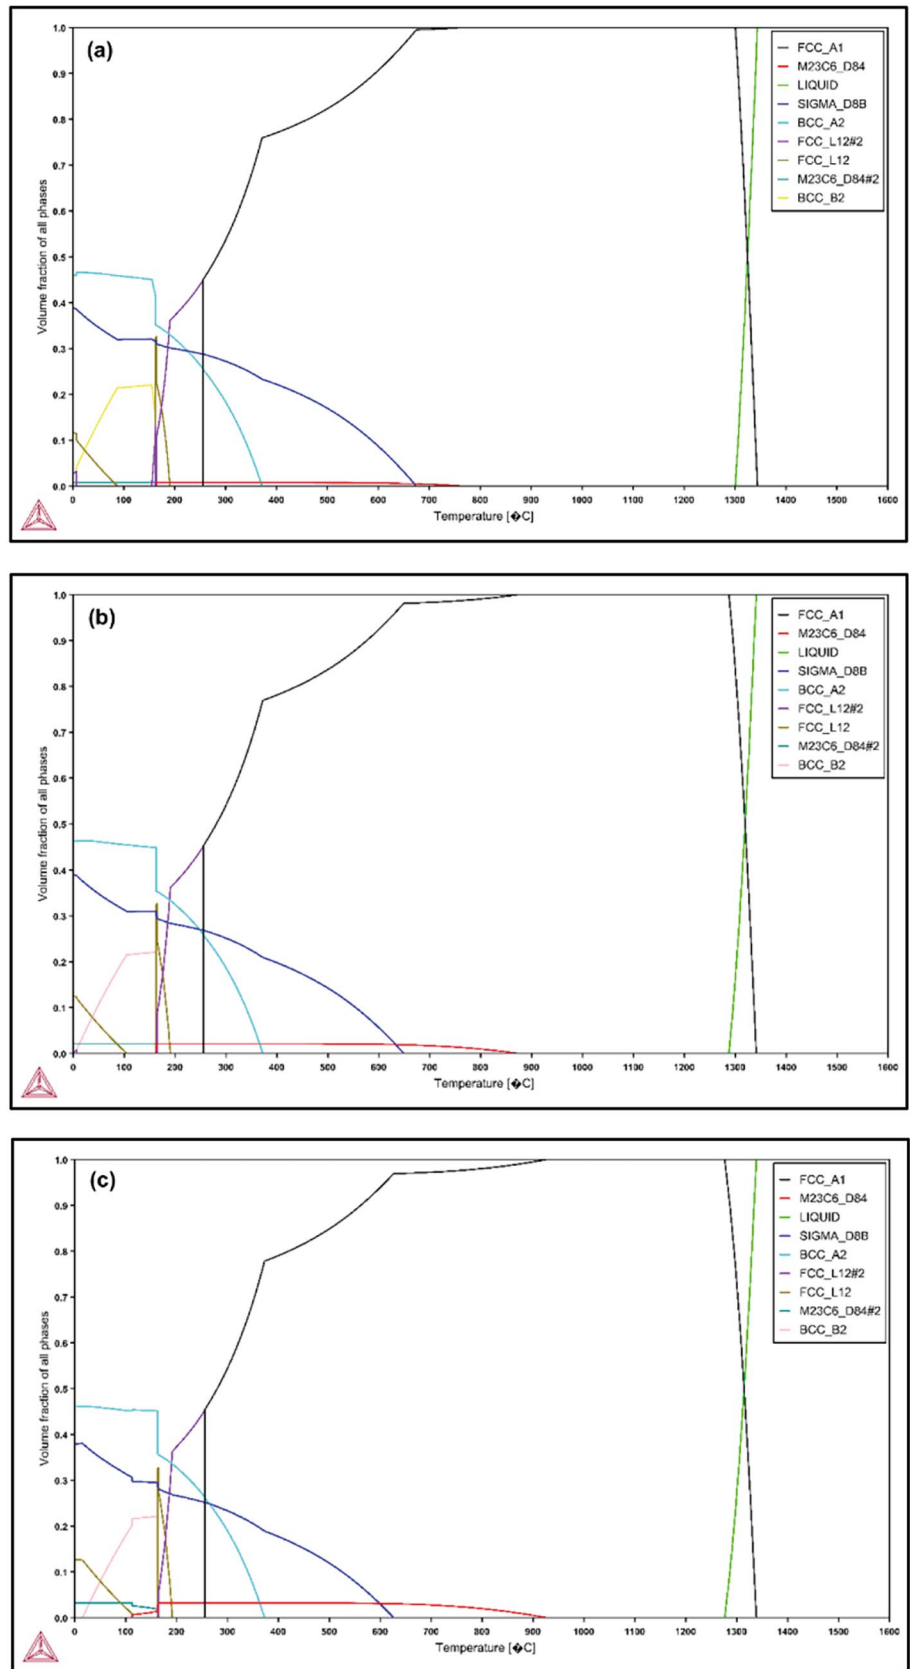 (a)
1.0
0.9
0.8
0.7
0.6
0.5
0.4
0.3
0.2
0.1
0.0
Volume fraction of all phases
FCC_A1
M23C6_D84
LIQUID
SIGMA_D8B
BCC_A2
FCC_L12#2
FCC_L12
M23C6_D84#2
BCC_B2
0 100 200 300 400 500 600 700 800 900 1000 1100 1200 1300 1400 1500 1600
Temperature [�C]
(b)
1.0
0.9
0.8
0.7
0.6
0.5
0.4
0.3
0.2
0.1
0.0
Volume fraction of all phases
FCC_A1
M23C6_D84
LIQUID
SIGMA_D8B
BCC_A2
FCC_L12#2
FCC_L12
M23C6_D84#2
BCC_B2
0 100 200 300 400 500 600 700 800 900 1000 1100 1200 1300 1400 1500 1600
Temperature [�C]
(c)
1.0
0.9
0.8
0.7
0.6
0.5
0.4
0.3
0.2
0.1
0.0
Volume fraction of all phases
FCC_A1
M23C6_D84
LIQUID
SIGMA_D8B
BCC_A2
FCC_L12#2
FCC_L12
M23C6_D84#2
BCC_B2
0 100 200 300 400 500 600 700 800 900 1000 1100 1200 1300 1400 1500 1600
Temperature [�C]